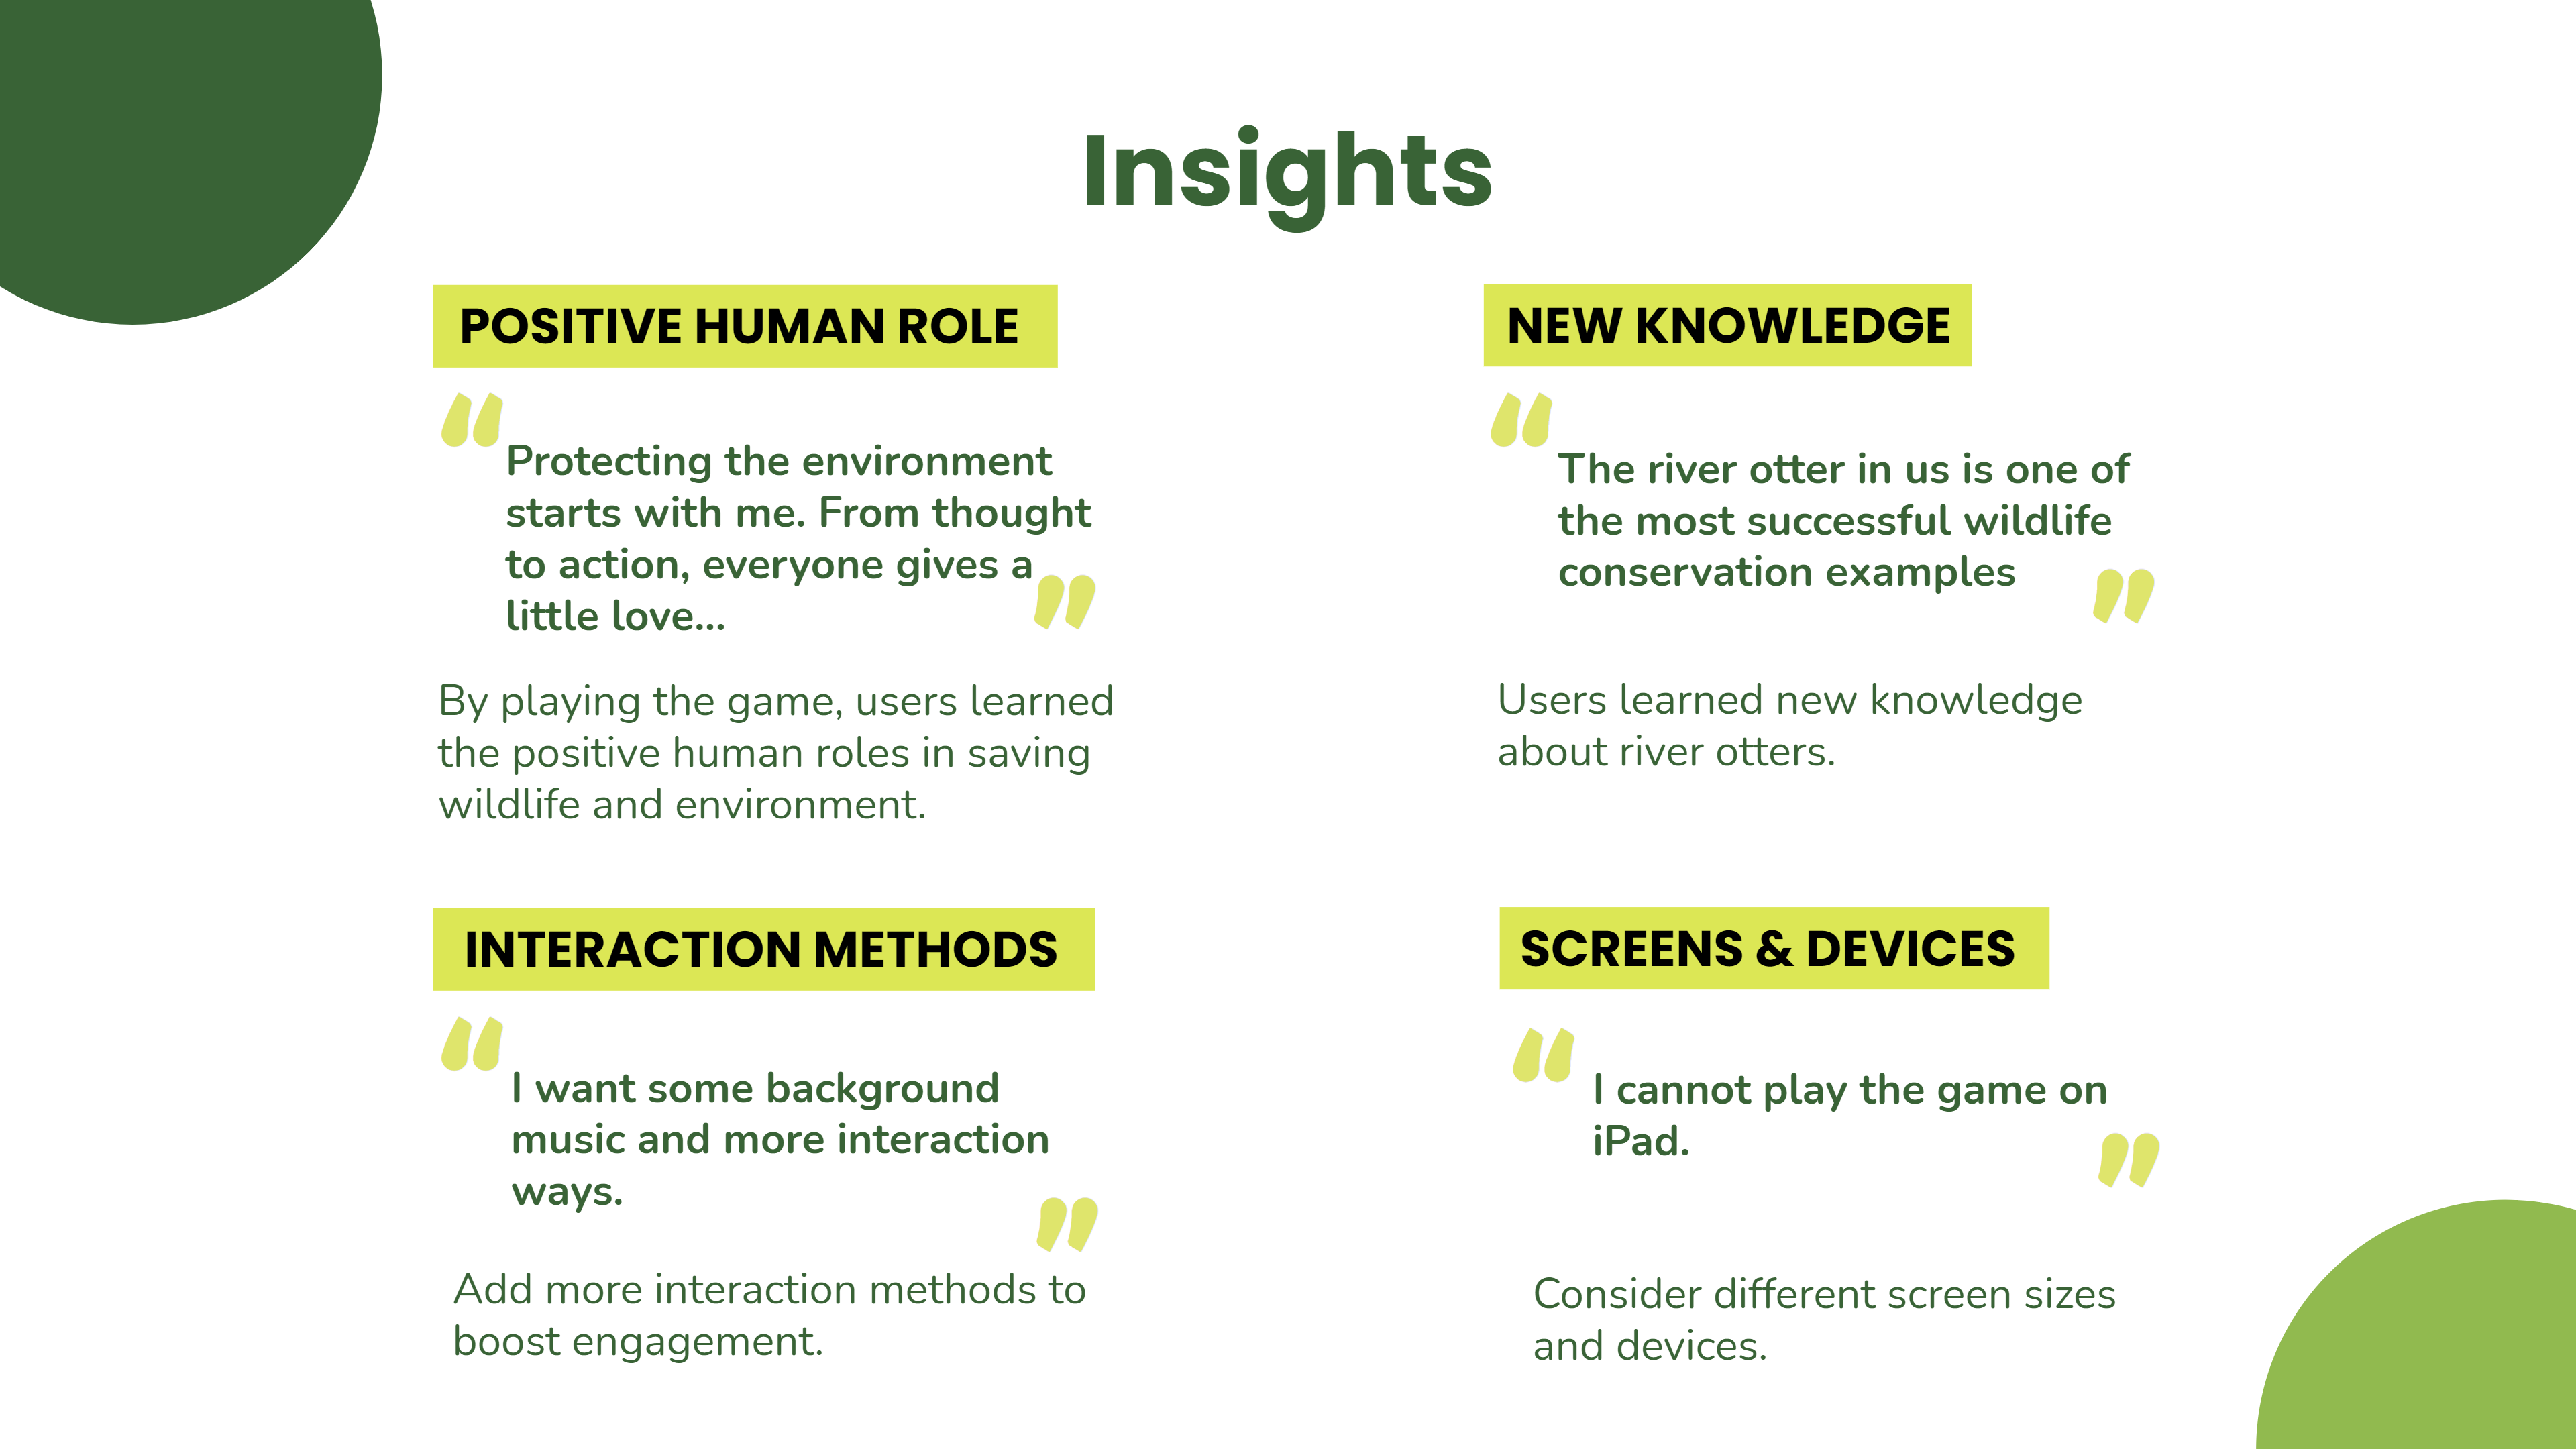 Insights
POSITIVE HUMAN ROLE
“
Protecting the environment
starts with me. From thought
to action, everyone gives a
little love...
”
By playing the game, users learned
the positive human roles in saving
wildlife and environment.
NEW KNOWLEDGE
“
The river otter in us is one of
the most successful wildlife
conservation examples
”
Users learned new knowledge
about river otters.
INTERACTION METHODS
“
I want some background
music and more interaction
ways.
”
Add more interaction methods to
boost engagement.
SCREENS & DEVICES
“
I cannot play the game on
iPad.
”
Consider different screen sizes
and devices.